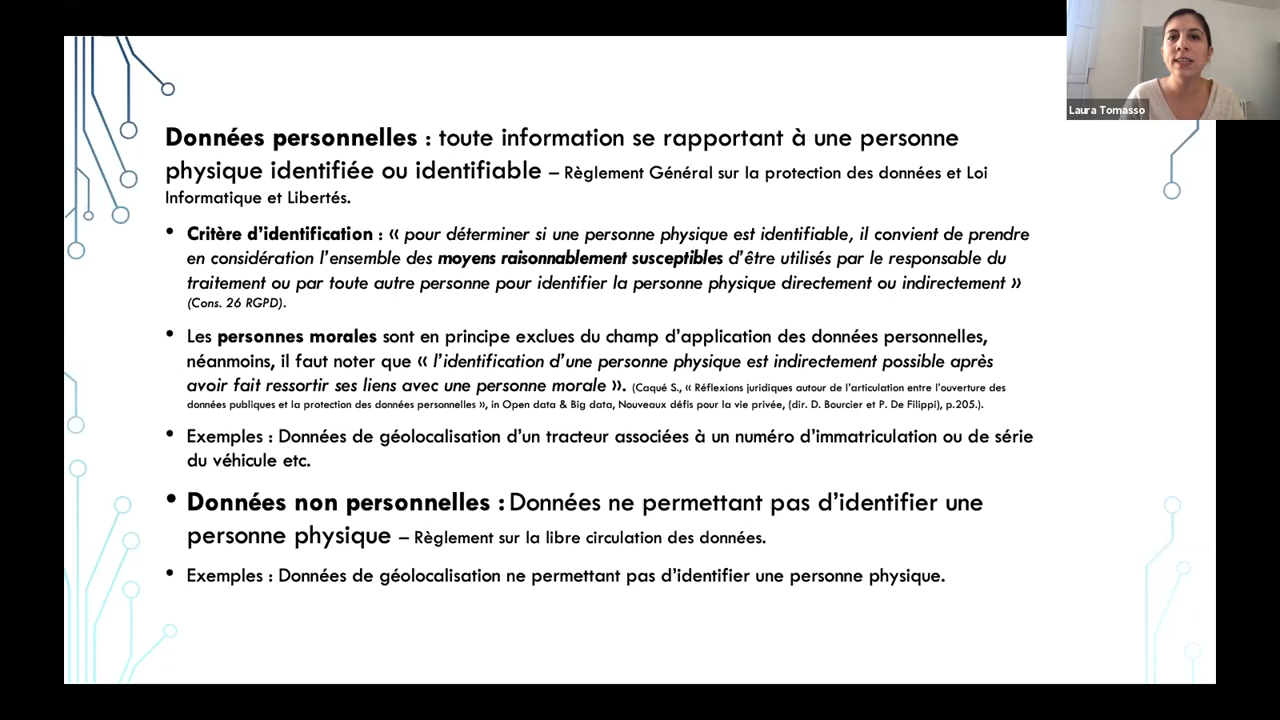 Laura Tomasso
Données personnelles : toute information se rapportant à une personne
physique identifiée ou identifiable – Règlement Général sur la protection des données et Loi
Informatique et Libertés.
• Critère d’identification : « pour déterminer si une personne physique est identifiable, il convient de prendre
en considération l’ensemble des moyens raisonnablement susceptibles d’être utilisés par le responsable du
traitement ou par toute autre personne pour identifier la personne physique directement ou indirectement »
(Cons. 26 RGPD).
• Les personnes morales sont en principe exclues du champ d’application des données personnelles,
néanmoins, il faut noter que « l’identification d’une personne physique est indirectement possible après
avoir fait ressortir ses liens avec une personne morale ». (Caqué S., « Réflexions juridiques autour de l’articulation entre l’ouverture des
données publiques et la protection des données personnelles », in Open data & Big data, Nouveaux défis pour la vie privée, (dir. D. Bourcier et P. De Filippi), p.205.).
• Exemples : Données de géolocalisation d’un tracteur associées à un numéro d’immatriculation ou de série
du véhicule etc.
• Données non personnelles : Données ne permettant pas d’identifier une
personne physique – Règlement sur la libre circulation des données.
• Exemples : Données de géolocalisation ne permettant pas d’identifier une personne physique.